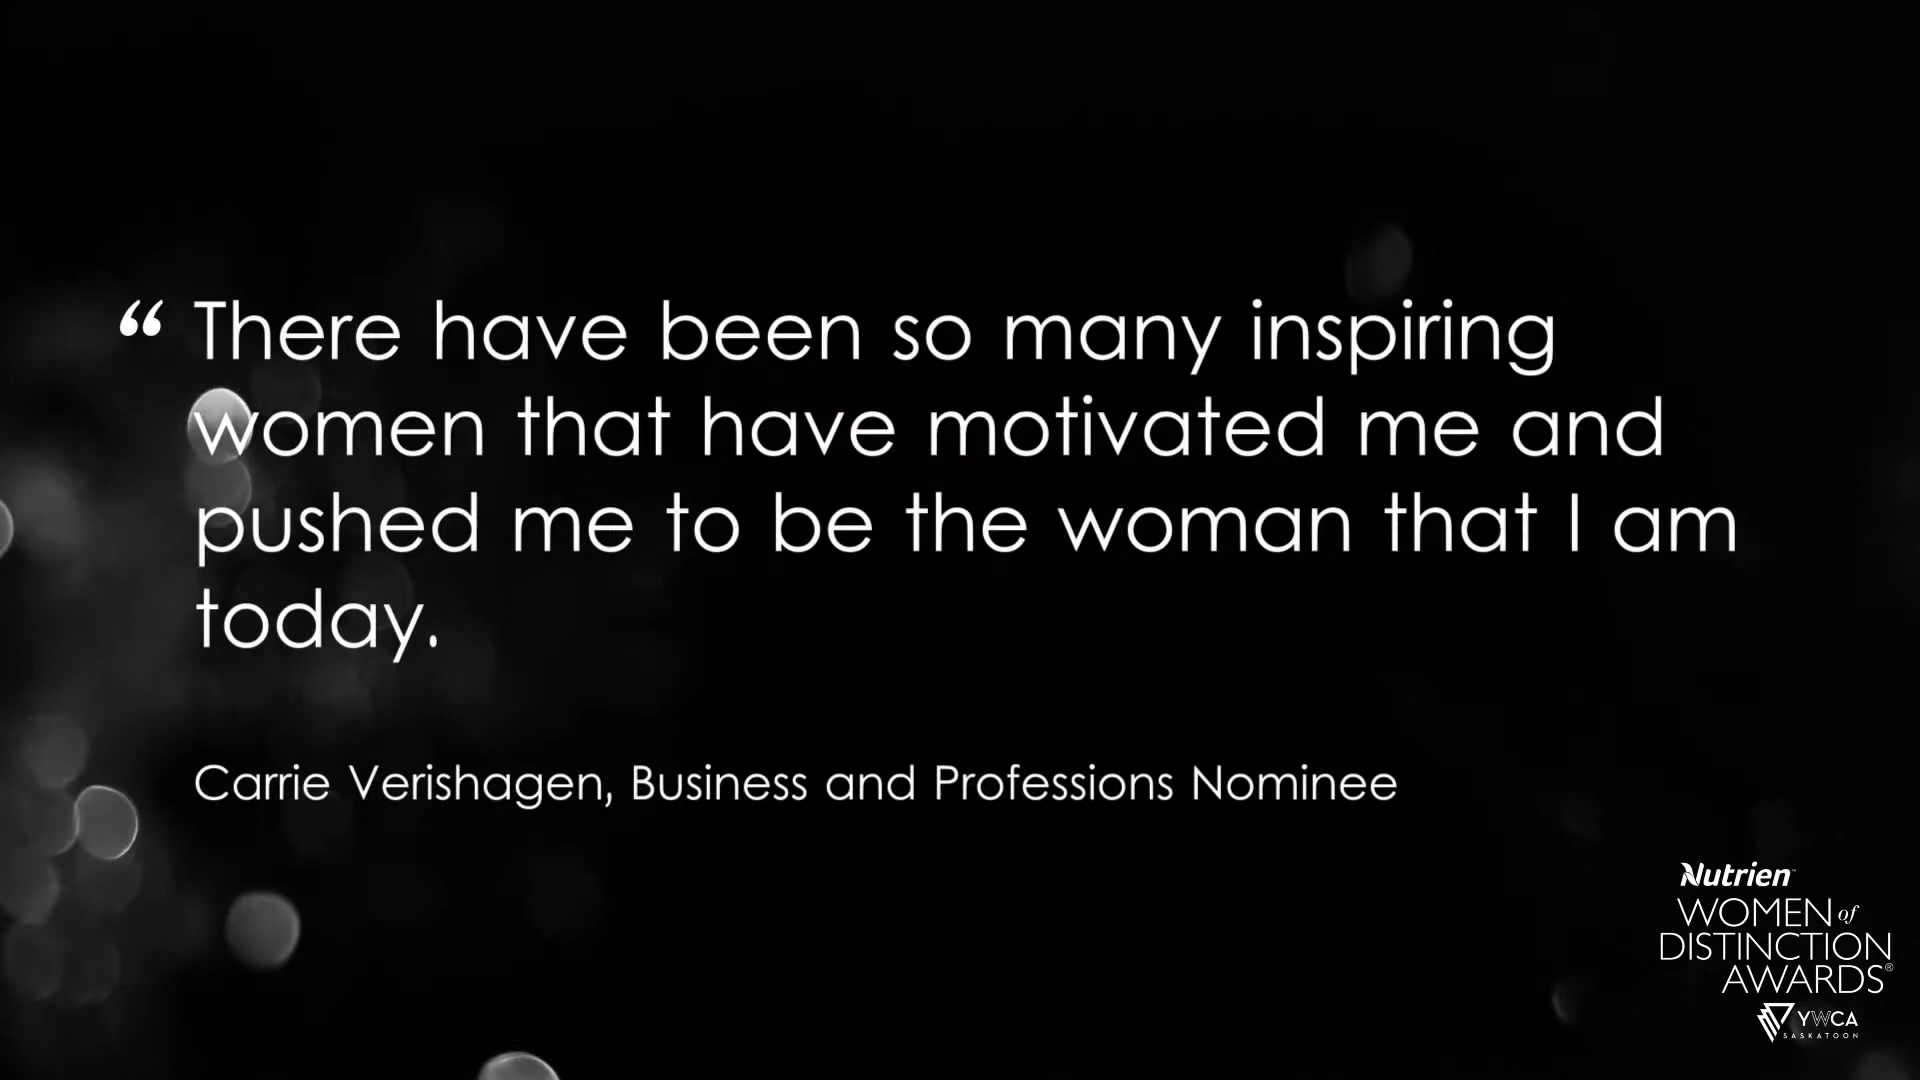 “ There have been so many inspiring
women that have motivated me and
pushed me to be the woman that I am
today.
Carrie Verishagen, Business and Professions Nominee
Nutrien™
WOMEN of
DISTINCTION
AWARDS®
YWCA
SASKATOON